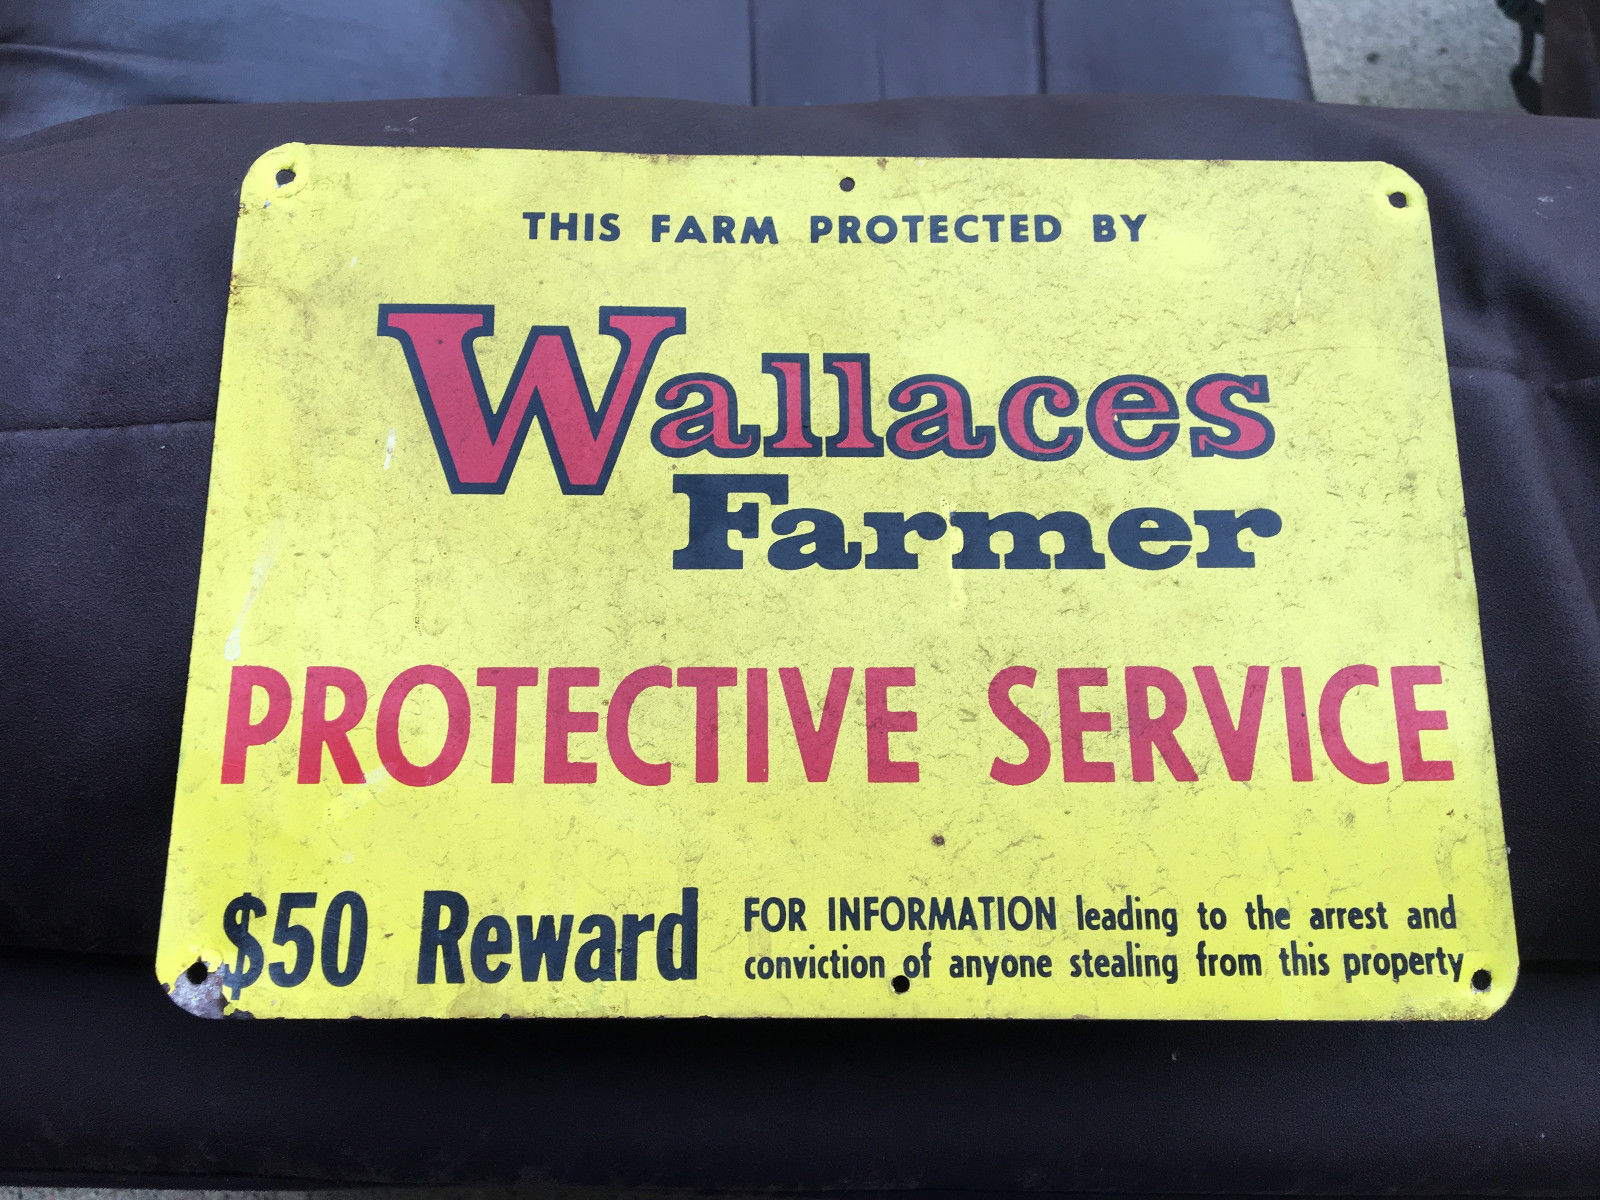 THIS FARM PROTECTED BY
Wallaces
Farmer
PROTECTIVE SERVICE
$50 Reward FOR INFORMATION leading to the arrest and
conviction of anyone stealing from this property